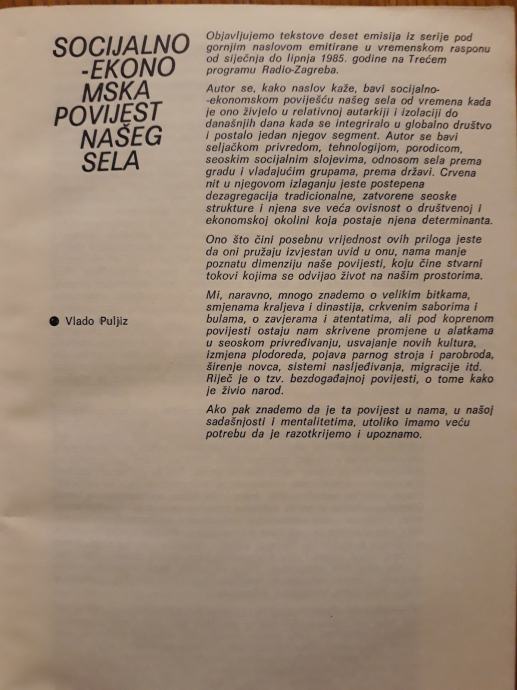 SOCIJALNO
-EKONO
MSKA
POVIJEST
NAŠEG
SELA
● Vlado Puljiz
Objavljujemo tekstove deset emisija iz serije pod
gornjim naslovom emitirane u vremenskom rasponu
od siječnja do lipnja 1985. godine na Trećem
programu Radio-Zagreba.
Autor se, kako naslov kaže, bavi socijalno-
-ekonomskom poviješću našeg sela od vremena kada
je ono živjelo u relativnoj autarkiji i izolaciji do
današnjih dana kada se integriralo u globalno društvo
i postalo jedan njegov segment. Autor se bavi
seljačkom privredom, tehnologijom, porodicom,
seoskim socijalnim slojevima, odnosom sela prema
gradu i vladajućim grupama, prema državi. Crvena
nit u njegovom izlaganju jeste postepena
dezagregacija tradicionalne, zatvorene seoske
strukture i njena sve veća ovisnost o društvenoj i
ekonomskoj okolini koja postaje njena determinanta.
Ono što čini posebnu vrijednost ovih priloga jeste
da oni pružaju izvjestan uvid u onu, nama manje
poznatu dimenziju naše povijesti, koju čine stvarni
tokovi kojima se odvijao život na našim prostorima.
Mi, naravno, mnogo znademo o velikim bitkama,
smjenama kraljeva i dinastija, crkvenim saborima i
bulama, o zavjerama i atentatima, ali pod koprenom
povijesti ostaju nam skrivene promjene u alatkama
u seoskom privređivanju, usvajanje novih kultura,
izmjena plodoreda, pojava parnog stroja i parobroda,
širenje novca, sistemi nasljeđivanja, migracije itd.
Riječ je o tzv. bezdogađajnoj povijesti, o tome kako
je živio narod.
Ako pak znademo da je ta povijest u nama, u našoj
sadašnjosti i mentalitetima, utoliko imamo veću
potrebu da je razotkrijemo i upoznamo.